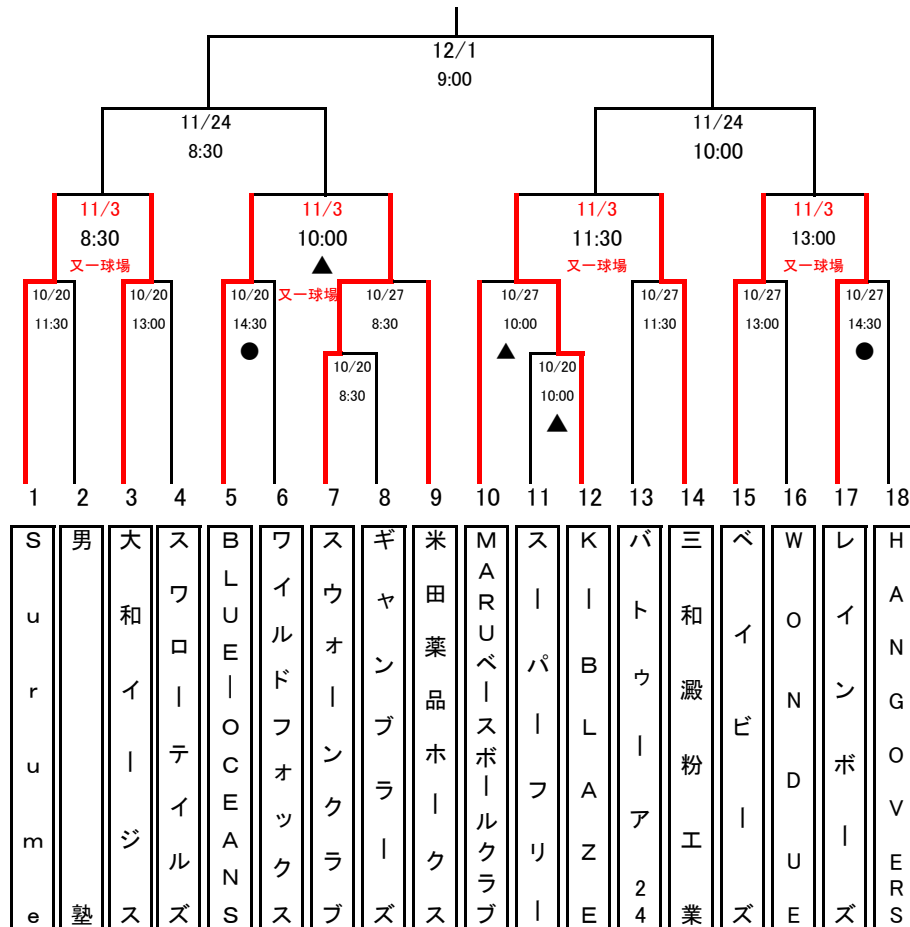 12/1
9:00
11/24
8:30
11/24
10:00
11/3
8:30
又一球場
11/3
10:00
▲
又一球場
11/3
11:30
又一球場
11/3
13:00
又一球場
10/20
11:30
10/20
13:00
10/20
14:30
●
10/27
8:30
10/27
10:00
▲
10/27
11:30
10/27
13:00
10/27
14:30
●
10/20
8:30
10/20
10:00
▲
1 2 3 4 5 6 7 8 9 10 11 12 13 14 15 16 17 18
Surume
男塾
大和イージス
スワローテイルズ
BLUE―OCEANS
ワイルドフォックス
スウォーンクラブ
ギャンブラーズ
米田薬品ホークス
MARUベースボールクラブ
スーパーフリー
K―BLAZE
バトゥーア24
三和澱粉工業
ベイビーズ
WONDUE
レインボーズ
HANGOVERS